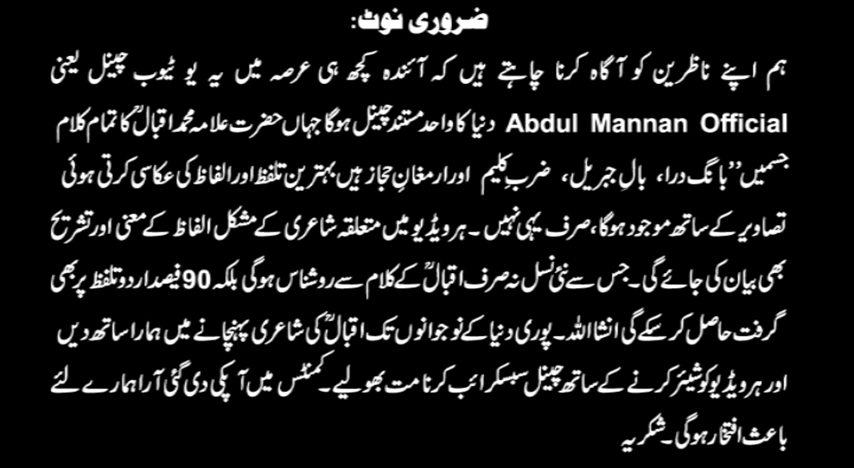 ضروری نوٹ:
ہم اپنے ناظرین کو آگاہ کرنا چاہتے ہیں کہ آئندہ کچھ ہی عرصہ میں یہ یو ٹیوب چینل یعنی
Abdul Mannan Official دنیا کا واحد مستند چینل ہوگا جہاں حضرت علامہ محمد اقبالؒ کا تمام کلام
جسمیں ’’بانگ درا، بالِ جبریل، ضربِ کلیم اور ارمغانِ حجاز ہیں بہترین تلفظ اور الفاظ کی عکاسی کرتی ہوئی
تصاویر کے ساتھ موجود ہوگا، صرف یہی نہیں۔ ہر ویڈیو میں متعلقہ شاعری کے مشکل الفاظ کے معنی اور تشریح
بھی بیان کی جائے گی۔ جس سے نئی نسل نہ صرف اقبالؒ کے کلام سے روشناس ہوگی بلکہ 90 فیصد اردو تلفظ پر بھی
گرفت حاصل کر سکے گی انشااللہ۔ پوری دنیا کے نوجوانوں تک اقبالؒ کی شاعری پہنچانے میں ہمارا ساتھ دیں
اور ہر ویڈیو کو شیئر کرنے کے ساتھ چینل سبسکرائب کرنا مت بھولیے۔ کمنٹس میں آپکی دی گئی آرا ہمارے لئے
باعث افتخار ہوگی۔ شکریہ